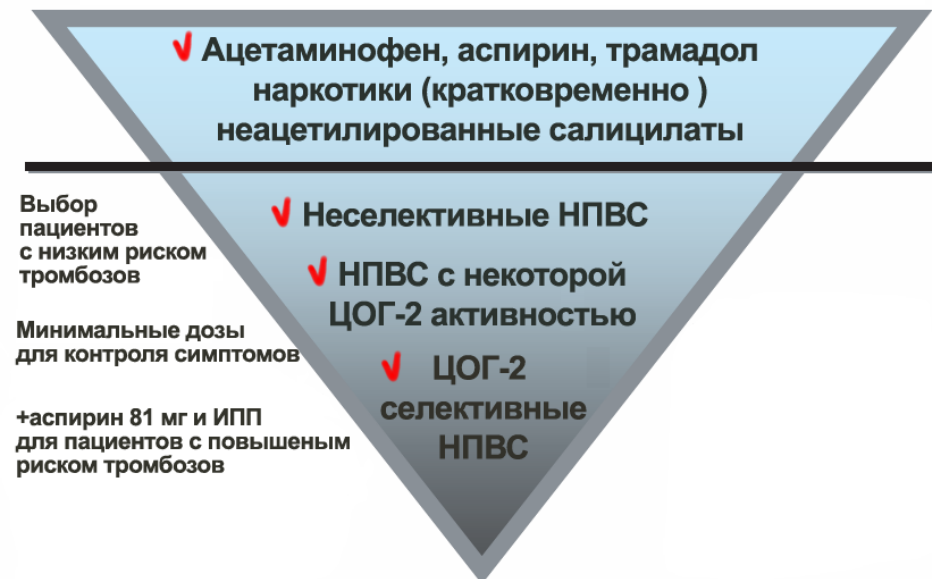 Ацетаминофен, аспирин, трамадол
наркотики (кратковременно )
неацетилированные салицилаты
Выбор
пациентов
с низким риском
тромбозов
Неселективные НПВС
НПВС с некоторой
ЦОГ-2 активностью
Минимальные дозы
для контроля симптомов
ЦОГ-2
селективные
НПВС
+аспирин 81 мг и ИПП
для пациентов с повышеным
риском тромбозов